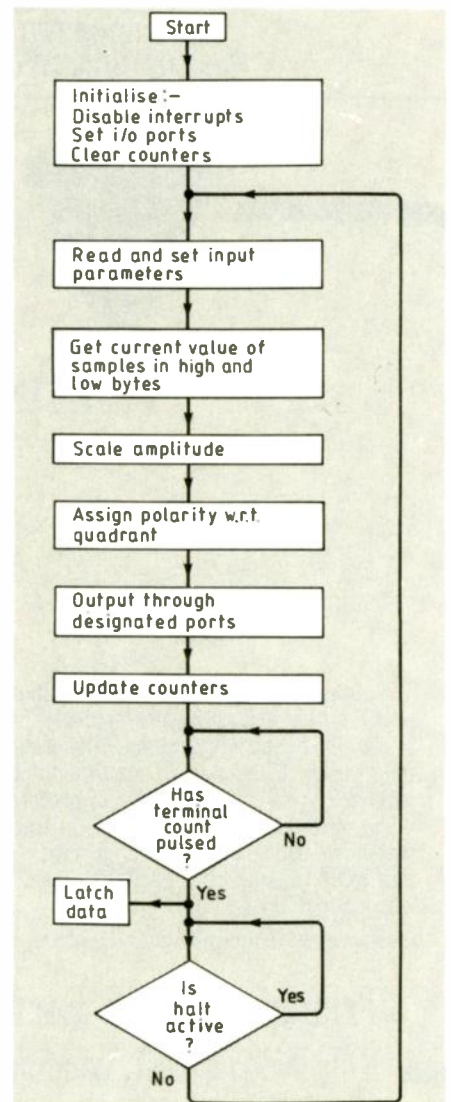 Start
Initialise:-
Disable interrupts
Set i/o ports
Clear counters
Read and set input
parameters
Get current value of
samples in high and
low bytes
Scale amplitude
Assign polarity w.r.t.
quadrant
Output through
designated ports
Update counters
Has
terminal
count
pulsed
?
No
Yes
Latch
data
Is
halt
active
?
Yes
No